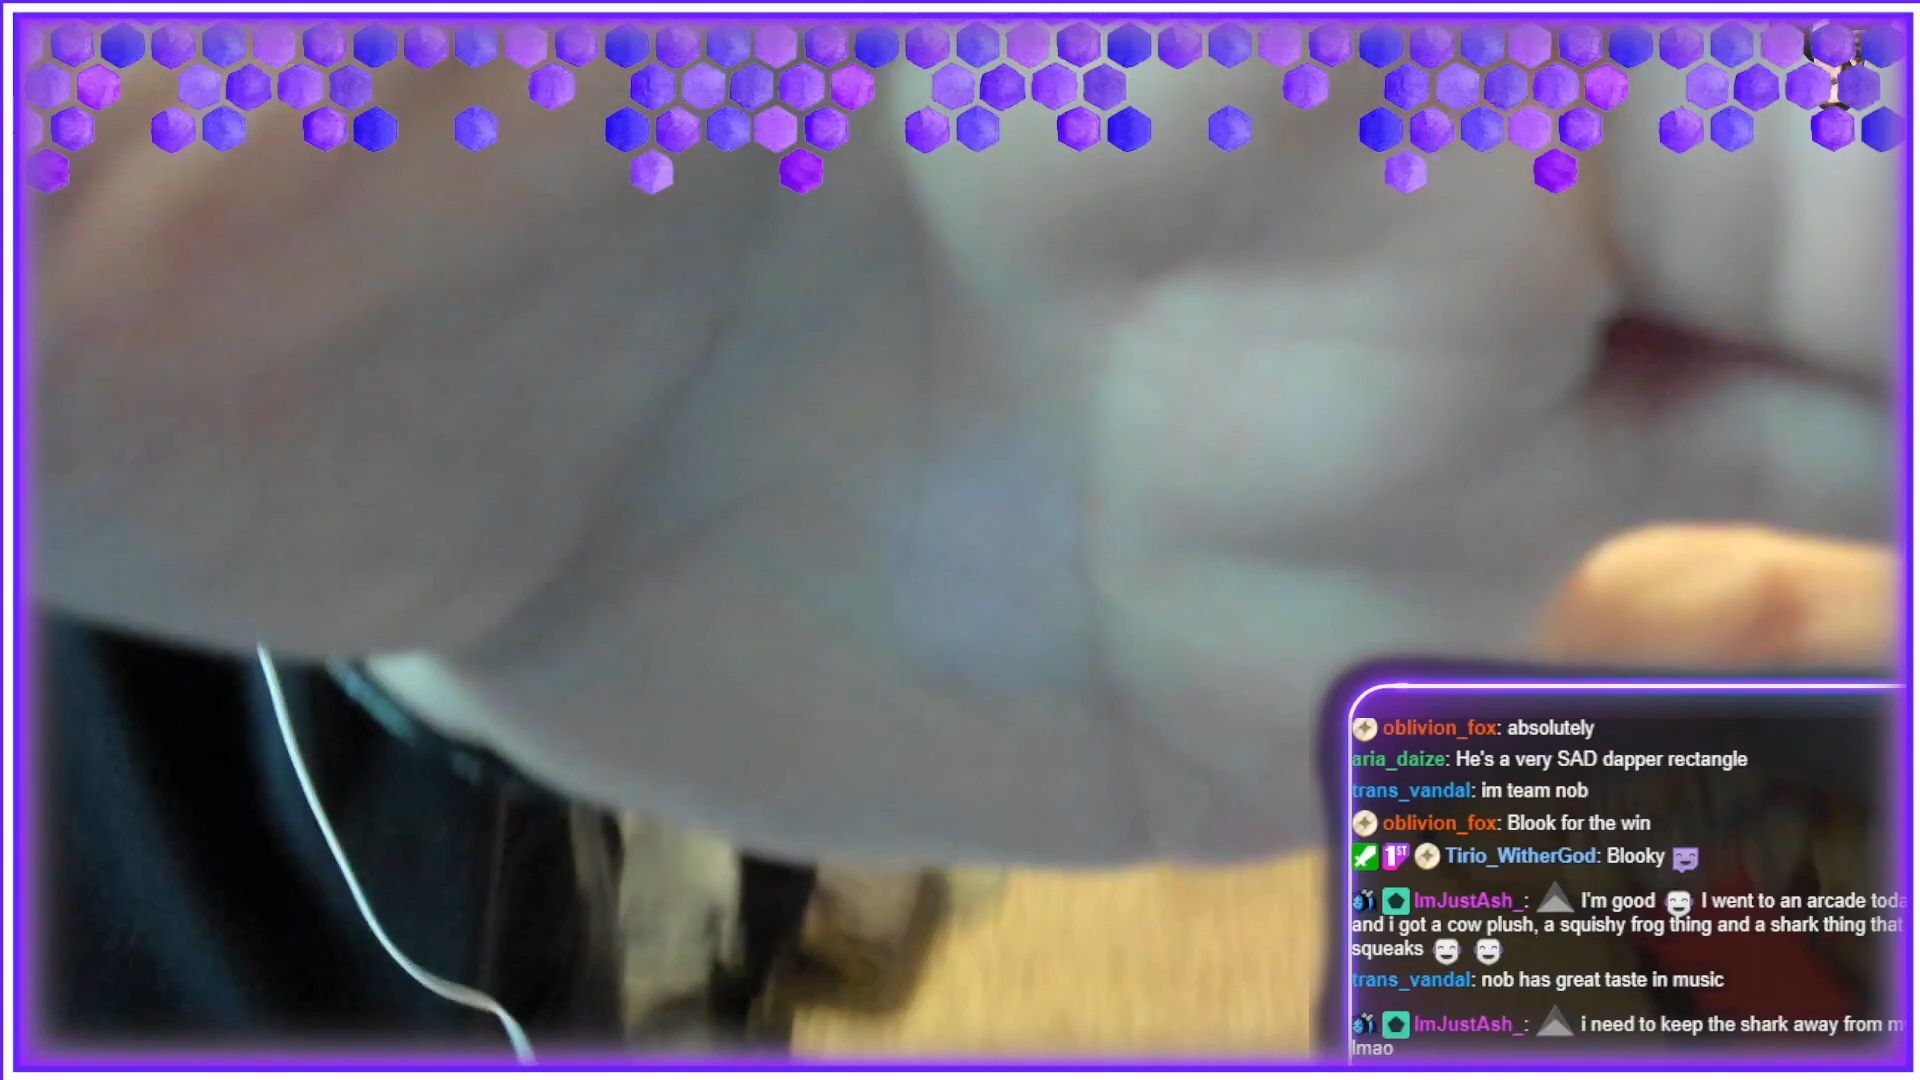 oblivion_fox: absolutely
aria_daize: He's a very SAD dapper rectangle
trans_vandal: im team nob
oblivion_fox: Blook for the win
1ST Tirio_WitherGod: Blooky
ImJustAsh_: I'm good I went to an arcade toda
and i got a cow plush, a squishy frog thing and a shark thing that
squeaks
trans_vandal: nob has great taste in music
ImJustAsh_: i need to keep the shark away from m
lmao